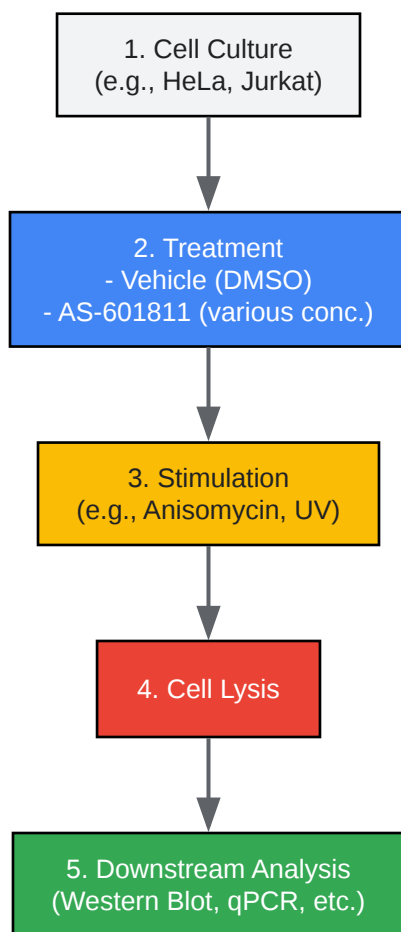 1. Cell Culture
(e.g., HeLa, Jurkat)
2. Treatment
- Vehicle (DMSO)
- AS-601811 (various conc.)
3. Stimulation
(e.g., Anisomycin, UV)
4. Cell Lysis
5. Downstream Analysis
(Western Blot, qPCR, etc.)